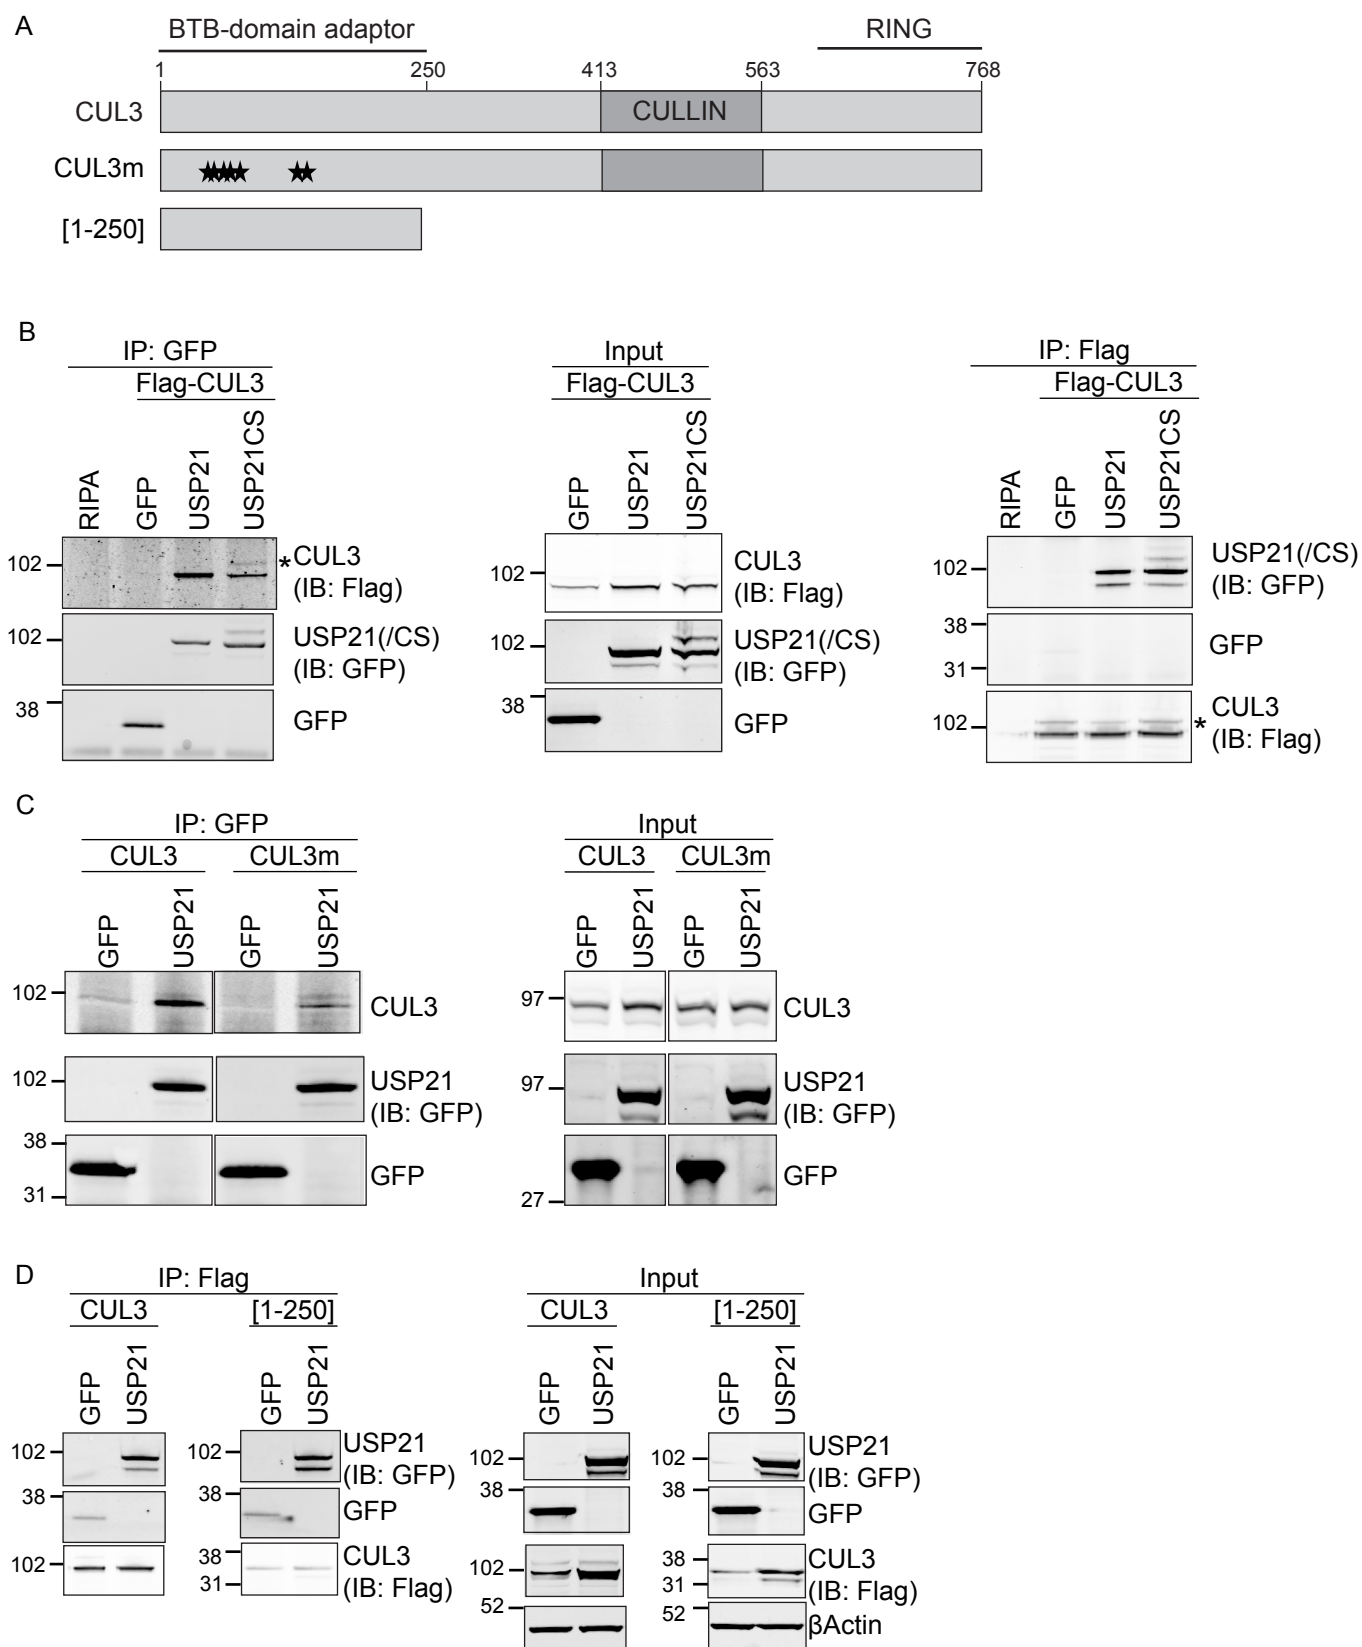 A
BTB-domain adaptor
RING
1 250 413 563 768
CUL3
CULLIN
CUL3m
[1-250]
B
IP: GFP
Flag-CUL3
RIPA
GFP
USP21
USP21CS
102
*
CUL3
(IB: Flag)
102
USP21(/CS)
(IB: GFP)
38
GFP
Input
Flag-CUL3
GFP
USP21
USP21CS
102
CUL3
(IB: Flag)
102
USP21(/CS)
(IB: GFP)
38
GFP
IP: Flag
Flag-CUL3
RIPA
GFP
USP21
USP21CS
102
USP21(/CS)
(IB: GFP)
38
31
GFP
102
*
CUL3
(IB: Flag)
C
IP: GFP
CUL3 CUL3m
GFP
USP21
GFP
USP21
102
CUL3
102
USP21
(IB: GFP)
38
31
GFP
Input
CUL3 CUL3m
GFP
USP21
GFP
USP21
97
CUL3
97
USP21
(IB: GFP)
27
GFP
D
IP: Flag
CUL3 [1-250]
GFP
USP21
GFP
USP21
102
102
USP21
(IB: GFP)
38
38
GFP
102
38
31
CUL3
(IB: Flag)
Input
CUL3 [1-250]
GFP
USP21
GFP
USP21
102
102
USP21
(IB: GFP)
38
38
GFP
102
38
31
CUL3
(IB: Flag)
52
52
βActin